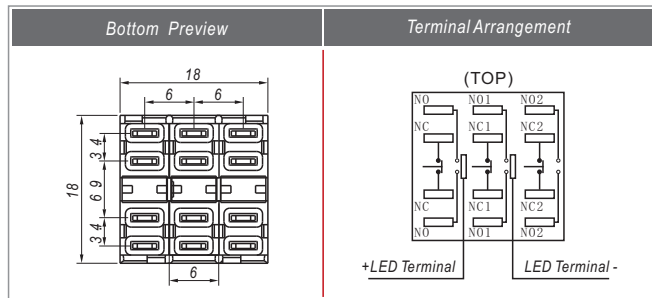 Bottom Preview
Terminal Arrangement
18
6 6
3.4
6.9
3.4
18
6
(TOP)
NO NO1 NO2
NC NC1 NC2
NC NC1 NC2
NO NO1 NO2
+LED Terminal
LED Terminal -